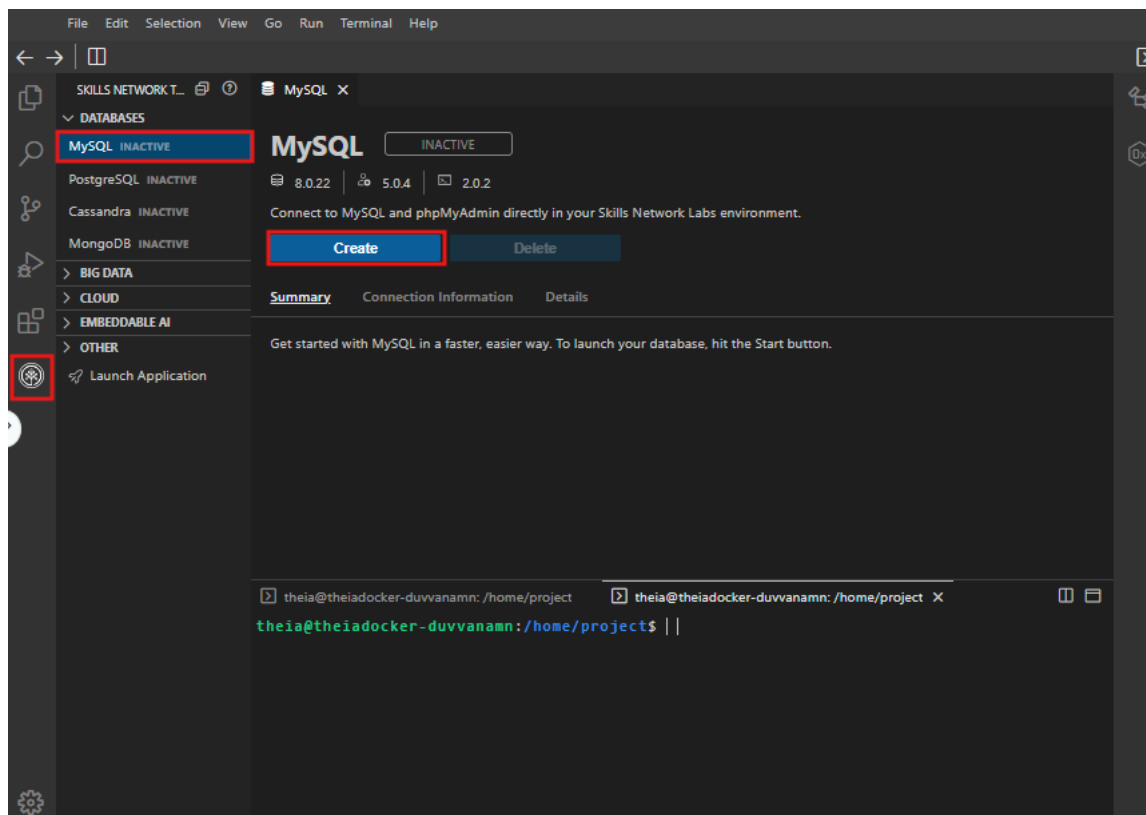 File Edit Selection View Go Run Terminal Help
SKILLS NETWORK T...
MySQL
DATABASES
MySQL INACTIVE
PostgreSQL INACTIVE
Cassandra INACTIVE
MongoDB INACTIVE
BIG DATA
CLOUD
EMBEDDABLE AI
OTHER
Launch Application
MySQL INACTIVE
8.0.22 5.0.4 2.0.2
Connect to MySQL and phpMyAdmin directly in your Skills Network Labs environment.
Create Delete
Summary Connection Information Details
Get started with MySQL in a faster, easier way. To launch your database, hit the Start button.
theia@theiadocker-duvvanamn: /home/project theia@theiadocker-duvvanamn: /home/project
theia@theiadocker-duvvanamn:/home/project$